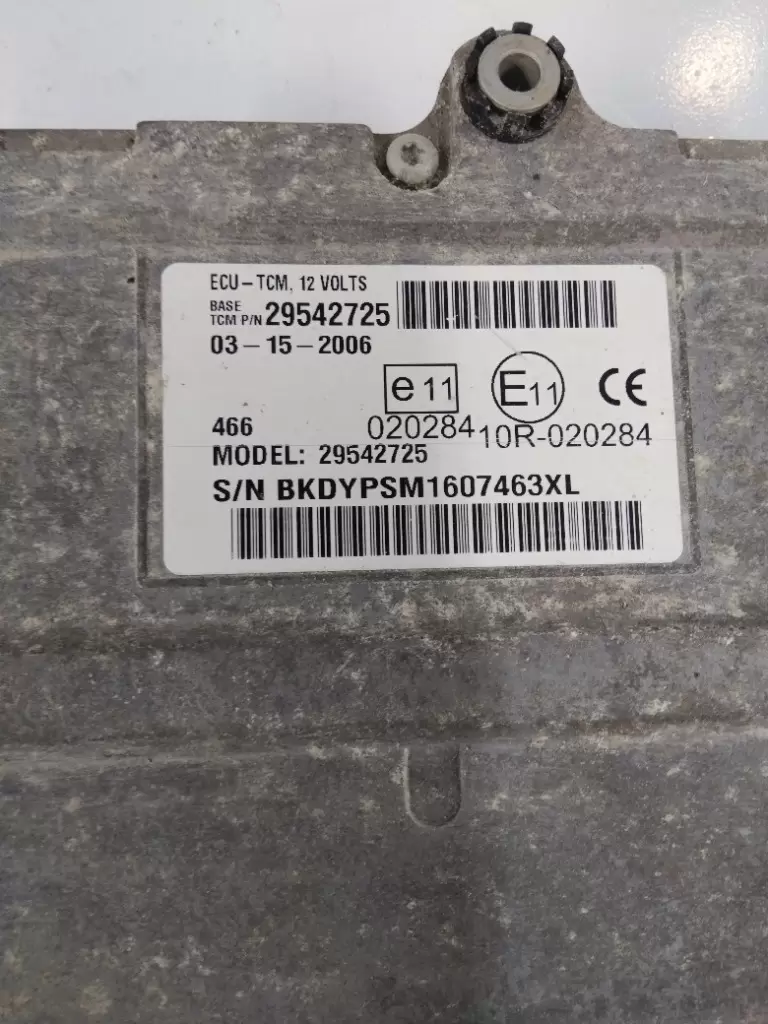 ECU-TCM, 12 VOLTS
BASE
TCM P/N 29542725
03-15-2006
e11 E11 CE
466 020284 10R-020284
MODEL: 29542725
S/N BKDYPSM1607463XL